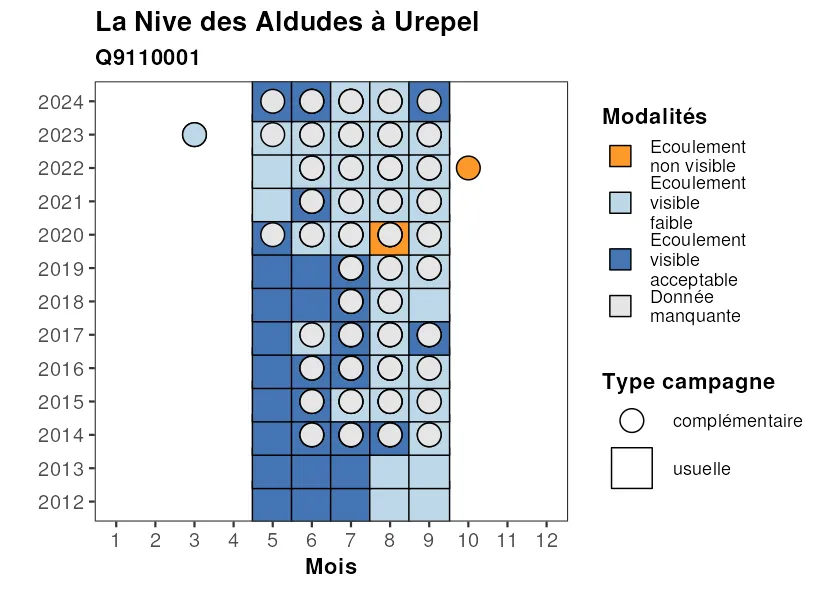 La Nive des Aldudes à Urepel
Q9110001
2024
2023
2022
2021
2020
2019
2018
2017
2016
2015
2014
2013
2012
1 2 3 4 5 6 7 8 9 10 11 12
Mois
Modalités
Ecoulement
non visible
Ecoulement
visible
faible
Ecoulement
visible
acceptable
Donnée
manquante
Type campagne
complémentaire
usuelle